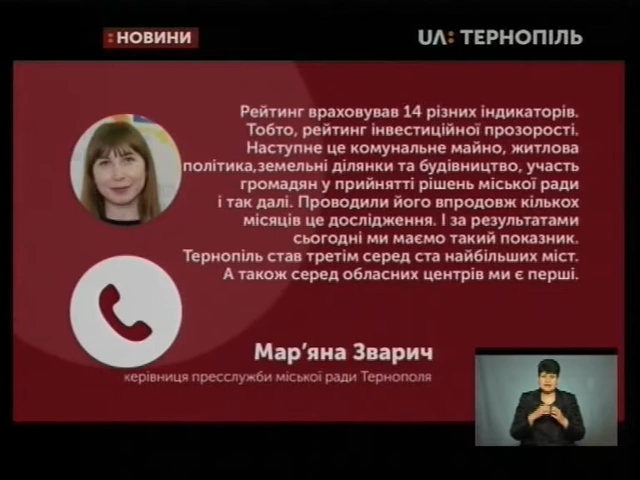 :НОВИНИ
UA: ТЕРНОПІЛЬ
Рейтинг враховував 14 різних індикаторів.
Тобто, рейтинг інвестиційної прозорості.
Наступне це комунальне майно, житлова
політика,земельні ділянки та будівництво, участь
громадян у прийнятті рішень міської ради
і так далі. Проводили його впродовж кількох
місяців це дослідження. І за результатами
сьогодні ми маємо такий показник.
Тернопіль став третім серед ста найбільших міст.
А також серед обласних центрів ми є перші.
Мар’яна Зварич
керівниця пресслужби міської ради Тернополя